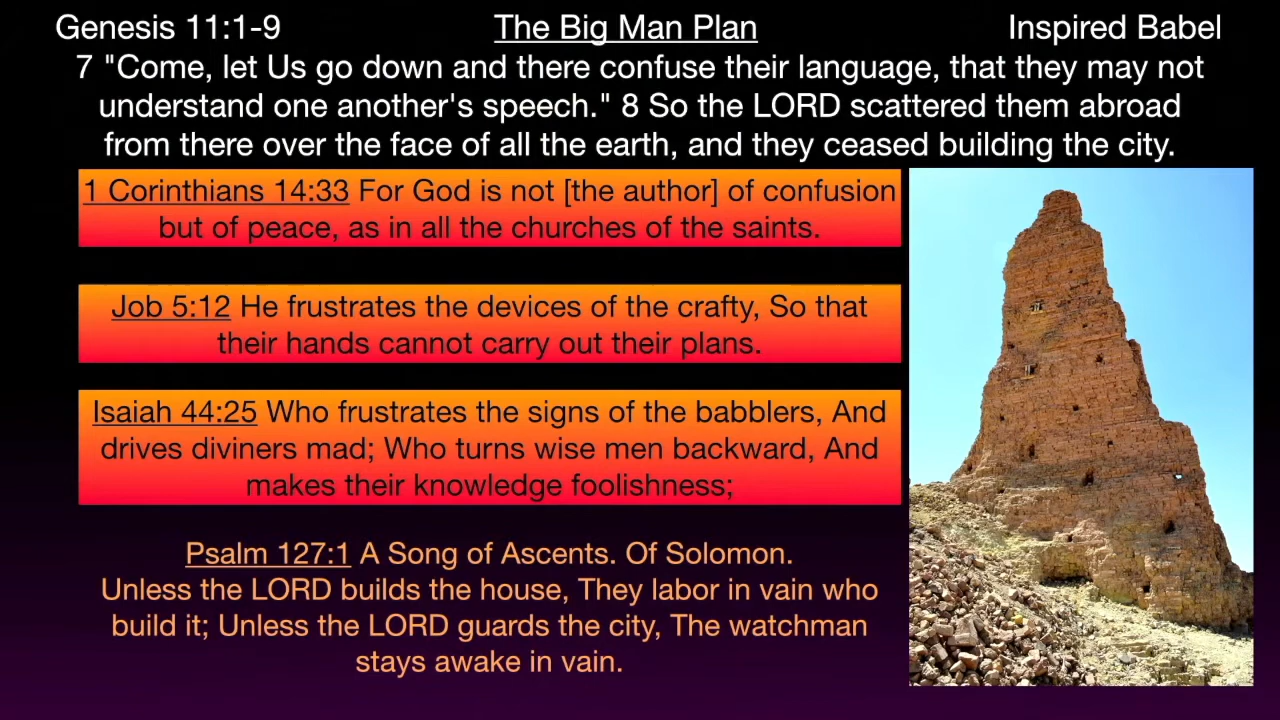 Genesis 11:1-9 The Big Man Plan Inspired Babel
7 "Come, let Us go down and there confuse their language, that they may not
understand one another's speech." 8 So the LORD scattered them abroad
from there over the face of all the earth, and they ceased building the city.
1 Corinthians 14:33 For God is not [the author] of confusion
but of peace, as in all the churches of the saints.
Job 5:12 He frustrates the devices of the crafty, So that
their hands cannot carry out their plans.
Isaiah 44:25 Who frustrates the signs of the babblers, And
drives diviners mad; Who turns wise men backward, And
makes their knowledge foolishness;
Psalm 127:1 A Song of Ascents. Of Solomon.
Unless the LORD builds the house, They labor in vain who
build it; Unless the LORD guards the city, The watchman
stays awake in vain.